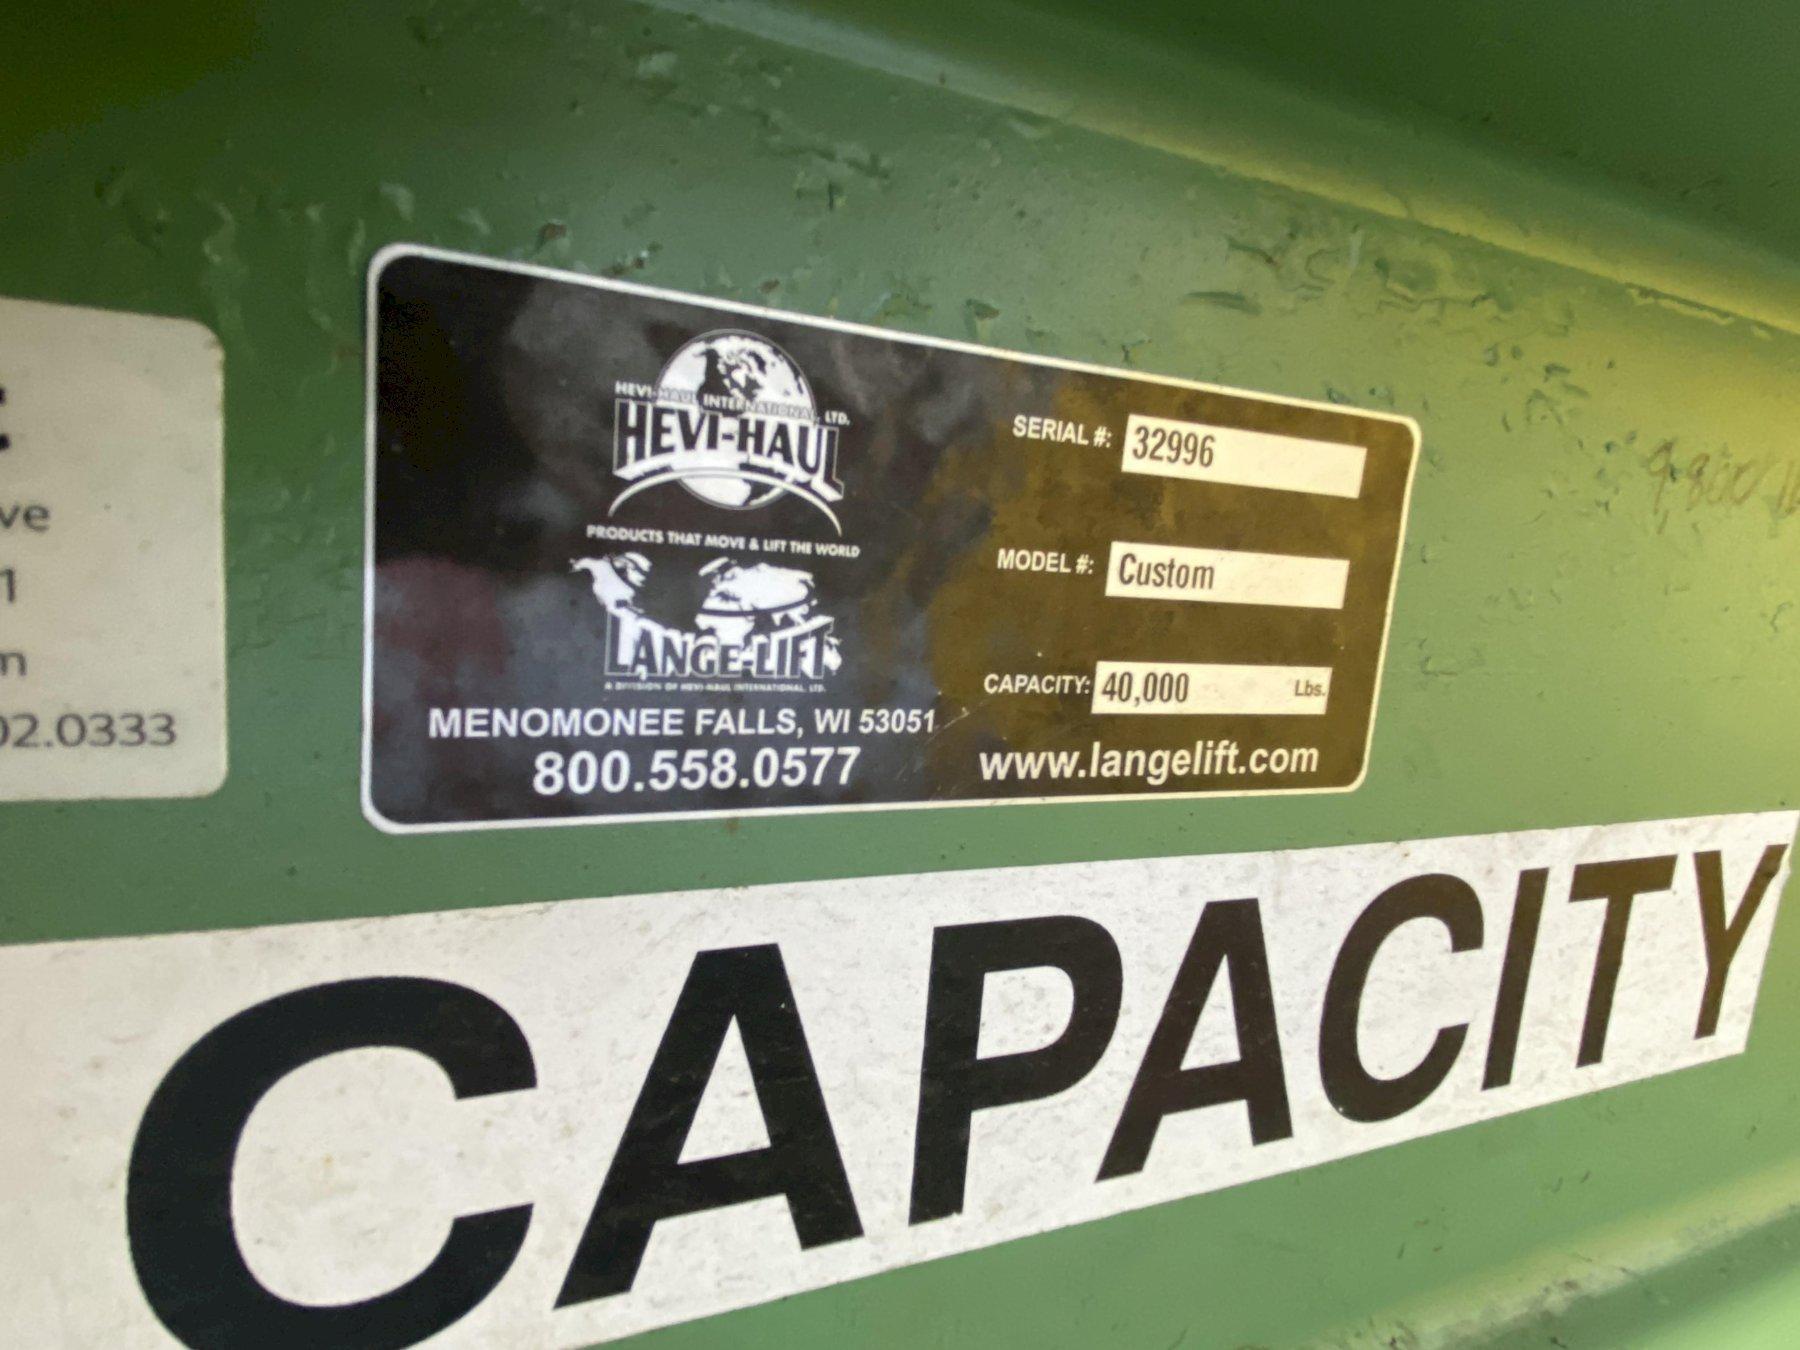 ve
1
m
02.0333
HEVI-HAUL INTERNATIONAL, LTD.
HEVI-HAUL
PRODUCTS THAT MOVE & LIFT THE WORLD
LANGE-LIFT
A DIVISION OF HEVI-HAUL INTERNATIONAL, LTD.
MENOMONEE FALLS, WI 53051
800.558.0577
SERIAL #: 32996
MODEL #: Custom
CAPACITY: 40,000 Lbs.
www.langelift.com
CAPACITY